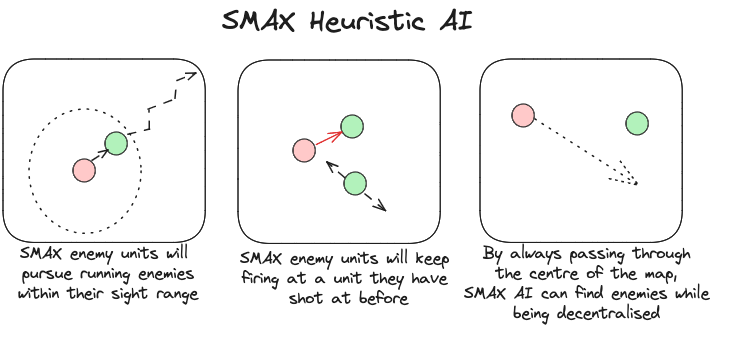 SMAX Heuristic AI
SMAX enemy units will
pursue running enemies
within their sight range
SMAX enemy units will keep
firing at a unit they have
shot at before
By always passing through
the centre of the map,
SMAX AI can find enemies while
being decentralised